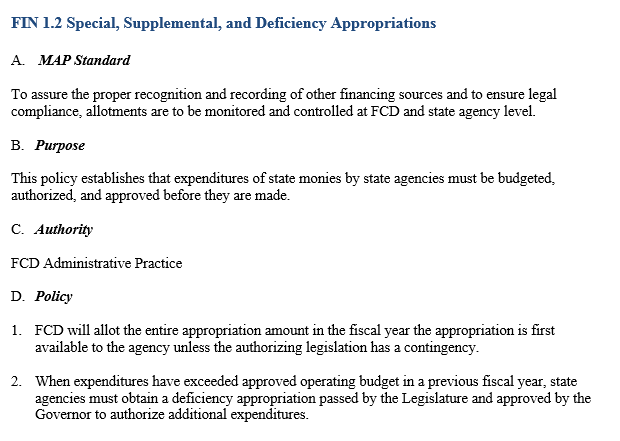 FIN 1.2 Special, Supplemental, and Deficiency Appropriations
A. MAP Standard
To assure the proper recognition and recording of other financing sources and to ensure legal
compliance, allotments are to be monitored and controlled at FCD and state agency level.
B. Purpose
This policy establishes that expenditures of state monies by state agencies must be budgeted,
authorized, and approved before they are made.
C. Authority
FCD Administrative Practice
D. Policy
1. FCD will allot the entire appropriation amount in the fiscal year the appropriation is first
available to the agency unless the authorizing legislation has a contingency.
2. When expenditures have exceeded approved operating budget in a previous fiscal year, state
agencies must obtain a deficiency appropriation passed by the Legislature and approved by the
Governor to authorize additional expenditures.